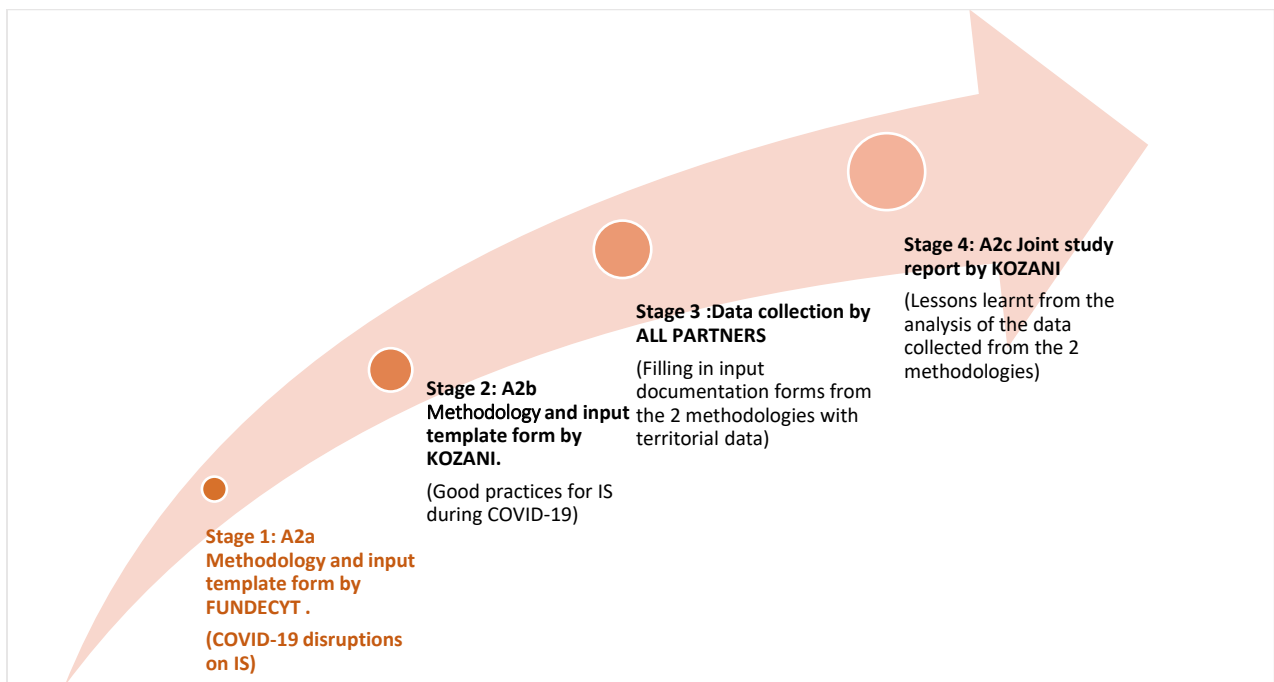 Stage 1: A2a
Methodology and input
template form by
FUNDECYT .
(COVID-19 disruptions
on IS)
Stage 2: A2b
Methodology and input
template form by
KOZANI.
(Good practices for IS
during COVID-19)
Stage 3 :Data collection by
ALL PARTNERS
(Filling in input
documentation forms from
the 2 methodologies with
territorial data)
Stage 4: A2c Joint study
report by KOZANI
(Lessons learnt from the
analysis of the data
collected from the 2
methodologies)